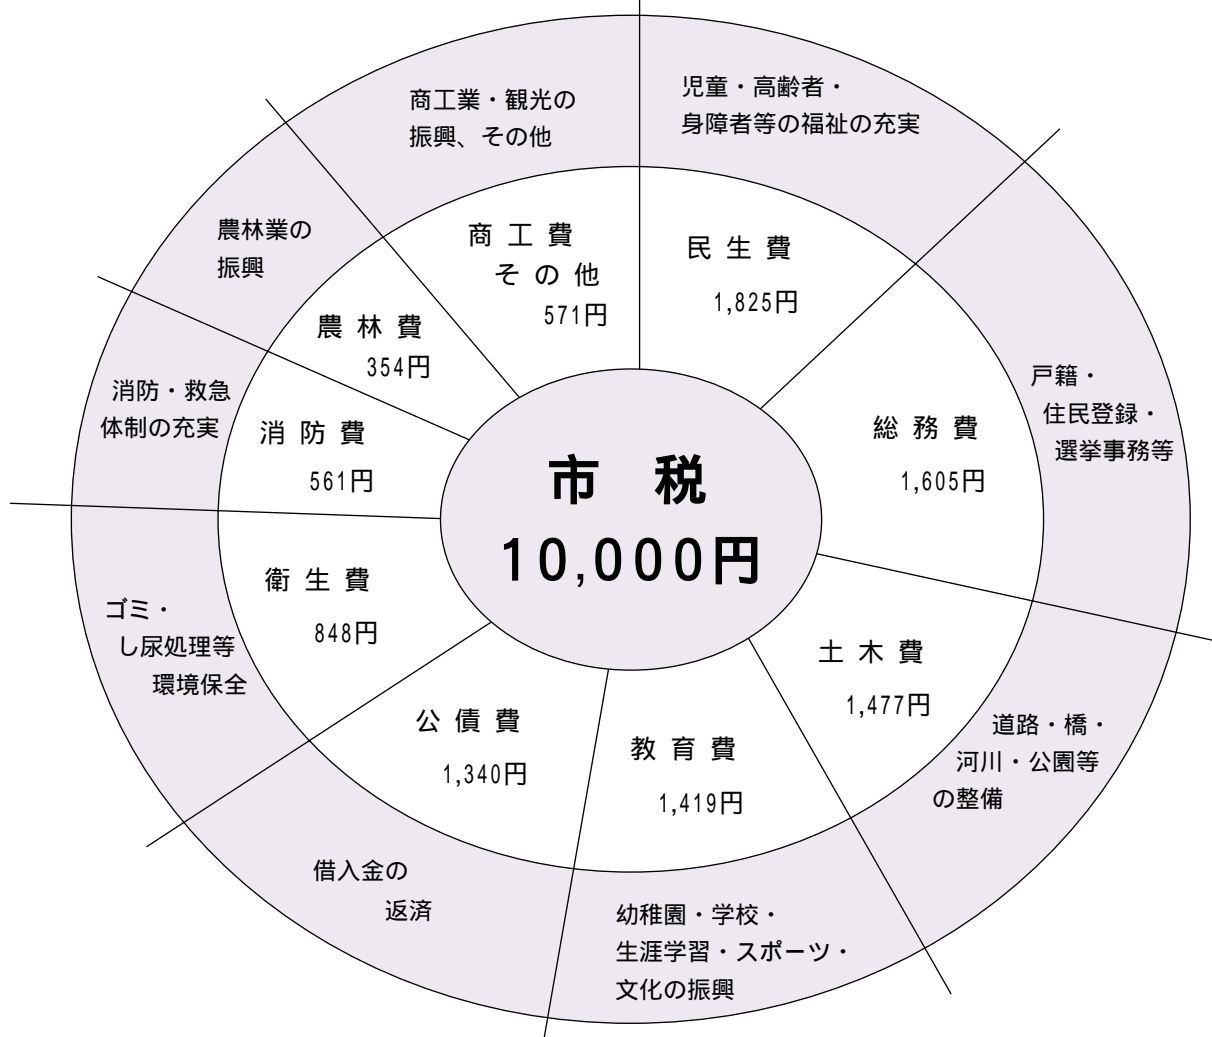 市 税
10,000円
民生費
1,825円
児童・高齢者・
身障者等の福祉の充実
総務費
1,605円
戸籍・
住民登録・
選挙事務等
土木費
1,477円
道路・橋・
河川・公園等
の整備
教育費
1,419円
幼稚園・学校・
生涯学習・スポーツ・
文化の振興
公債費
1,340円
借入金の
返済
衛生費
848円
ゴミ・
し尿処理等
環境保全
消防費
561円
消防・救急
体制の充実
農林費
354円
農林業の
振興
商工費
その他
571円
商工業・観光の
振興、その他